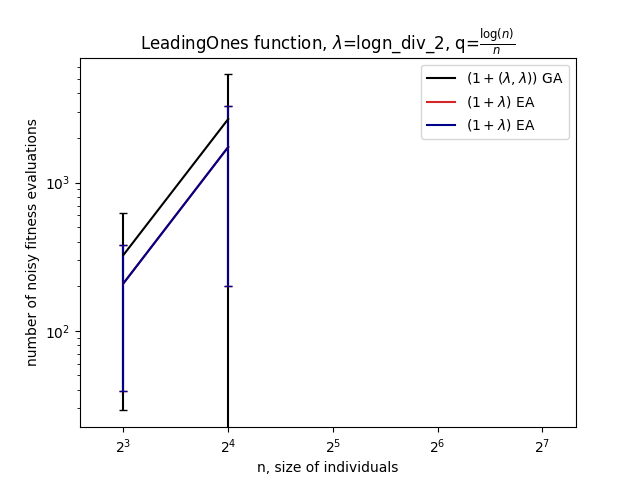 LeadingOnes function, λ=logn_div_2, q=$\frac{\log(n)}{n}$
(1 + (λ, λ)) GA
(1 + λ) EA
(1 + λ) EA
number of noisy fitness evaluations
10³
10²
2³ 2⁴ 2⁵ 2⁶ 2⁷
n, size of individuals